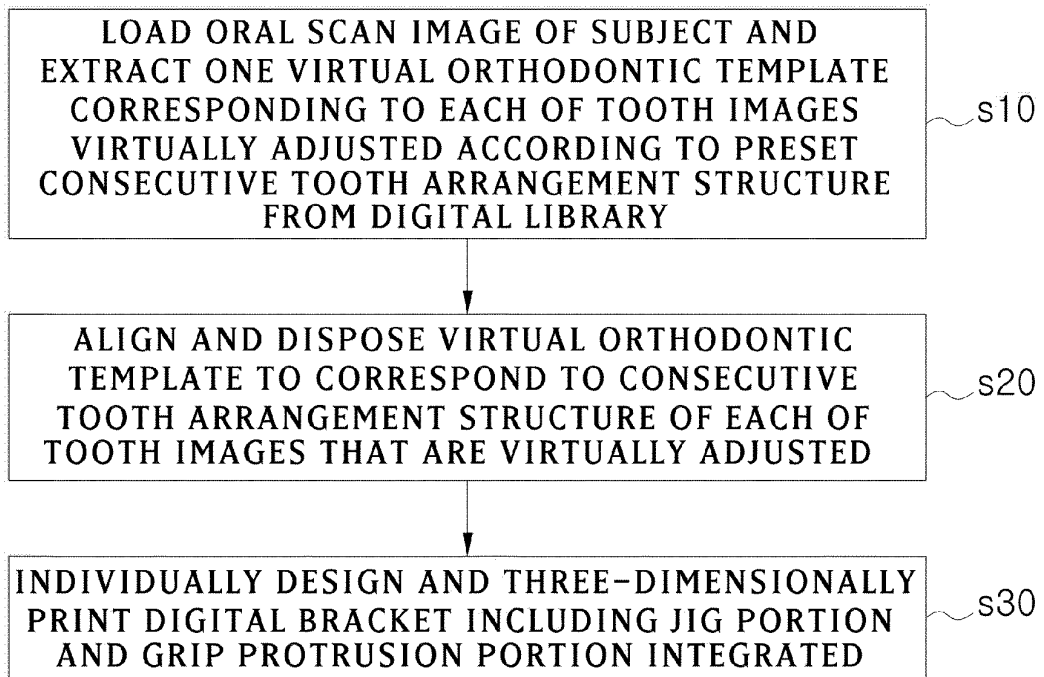 LOAD ORAL SCAN IMAGE OF SUBJECT AND
EXTRACT ONE VIRTUAL ORTHODONTIC TEMPLATE
CORRESPONDING TO EACH OF TOOTH IMAGES
VIRTUALLY ADJUSTED ACCORDING TO PRESET
CONSECUTIVE TOOTH ARRANGEMENT STRUCTURE
FROM DIGITAL LIBRARY
s10
ALIGN AND DISPOSE VIRTUAL ORTHODONTIC
TEMPLATE TO CORRESPOND TO CONSECUTIVE
TOOTH ARRANGEMENT STRUCTURE OF EACH OF
TOOTH IMAGES THAT ARE VIRTUALLY ADJUSTED
s20
INDIVIDUALLY DESIGN AND THREE-DIMENSIONALLY
PRINT DIGITAL BRACKET INCLUDING JIG PORTION
AND GRIP PROTRUSION PORTION INTEGRATED
s30